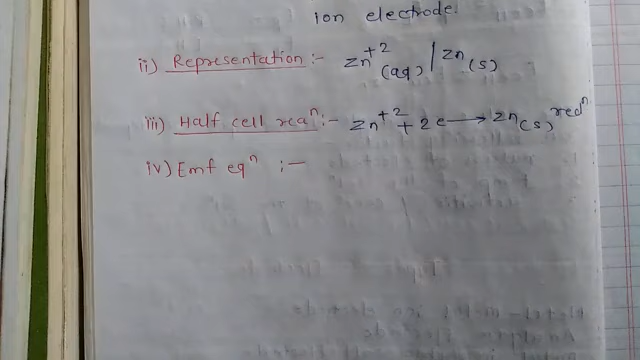 ion electrode.
ii) Representation :- Zn⁺²(aq) / Zn(s)
iii) Half cell reaⁿ :- Zn⁺² + 2e → Zn(s) redⁿ
iv) Emf eqⁿ :-